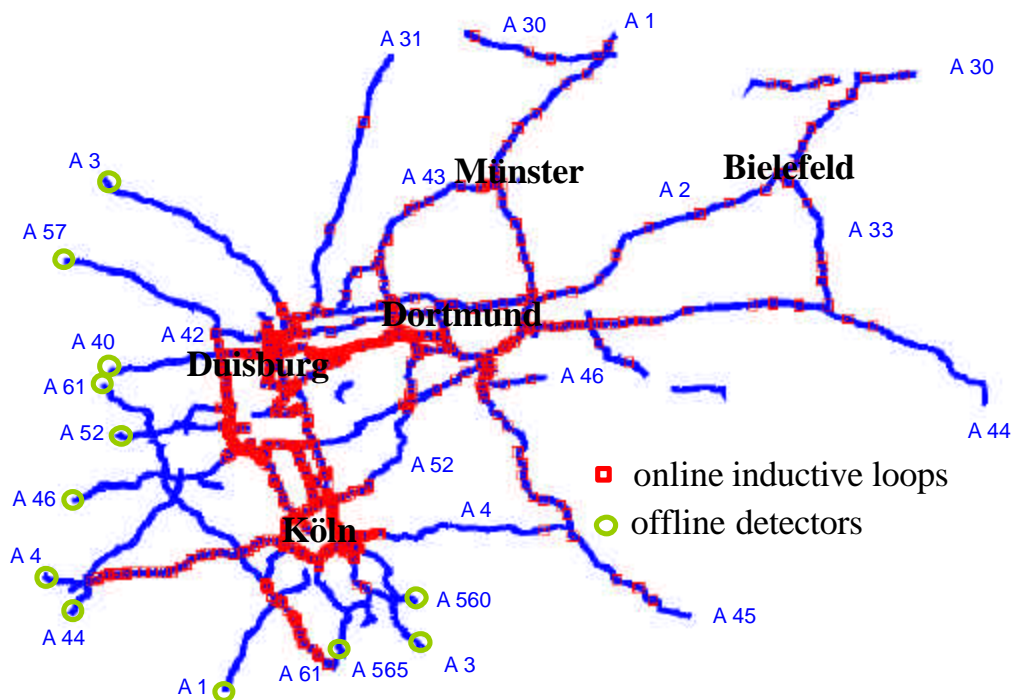 A 30
A 1
A 31
A 30
A 3
A 43
Münster
Bielefeld
A 2
A 57
A 33
A 42
Dortmund
A 40
Duisburg
A 61
A 46
A 52
A 44
A 52
online inductive loops
A 46
A 4
offline detectors
Köln
A 4
A 560
A 45
A 44
A 61
A 565
A 3
A 1